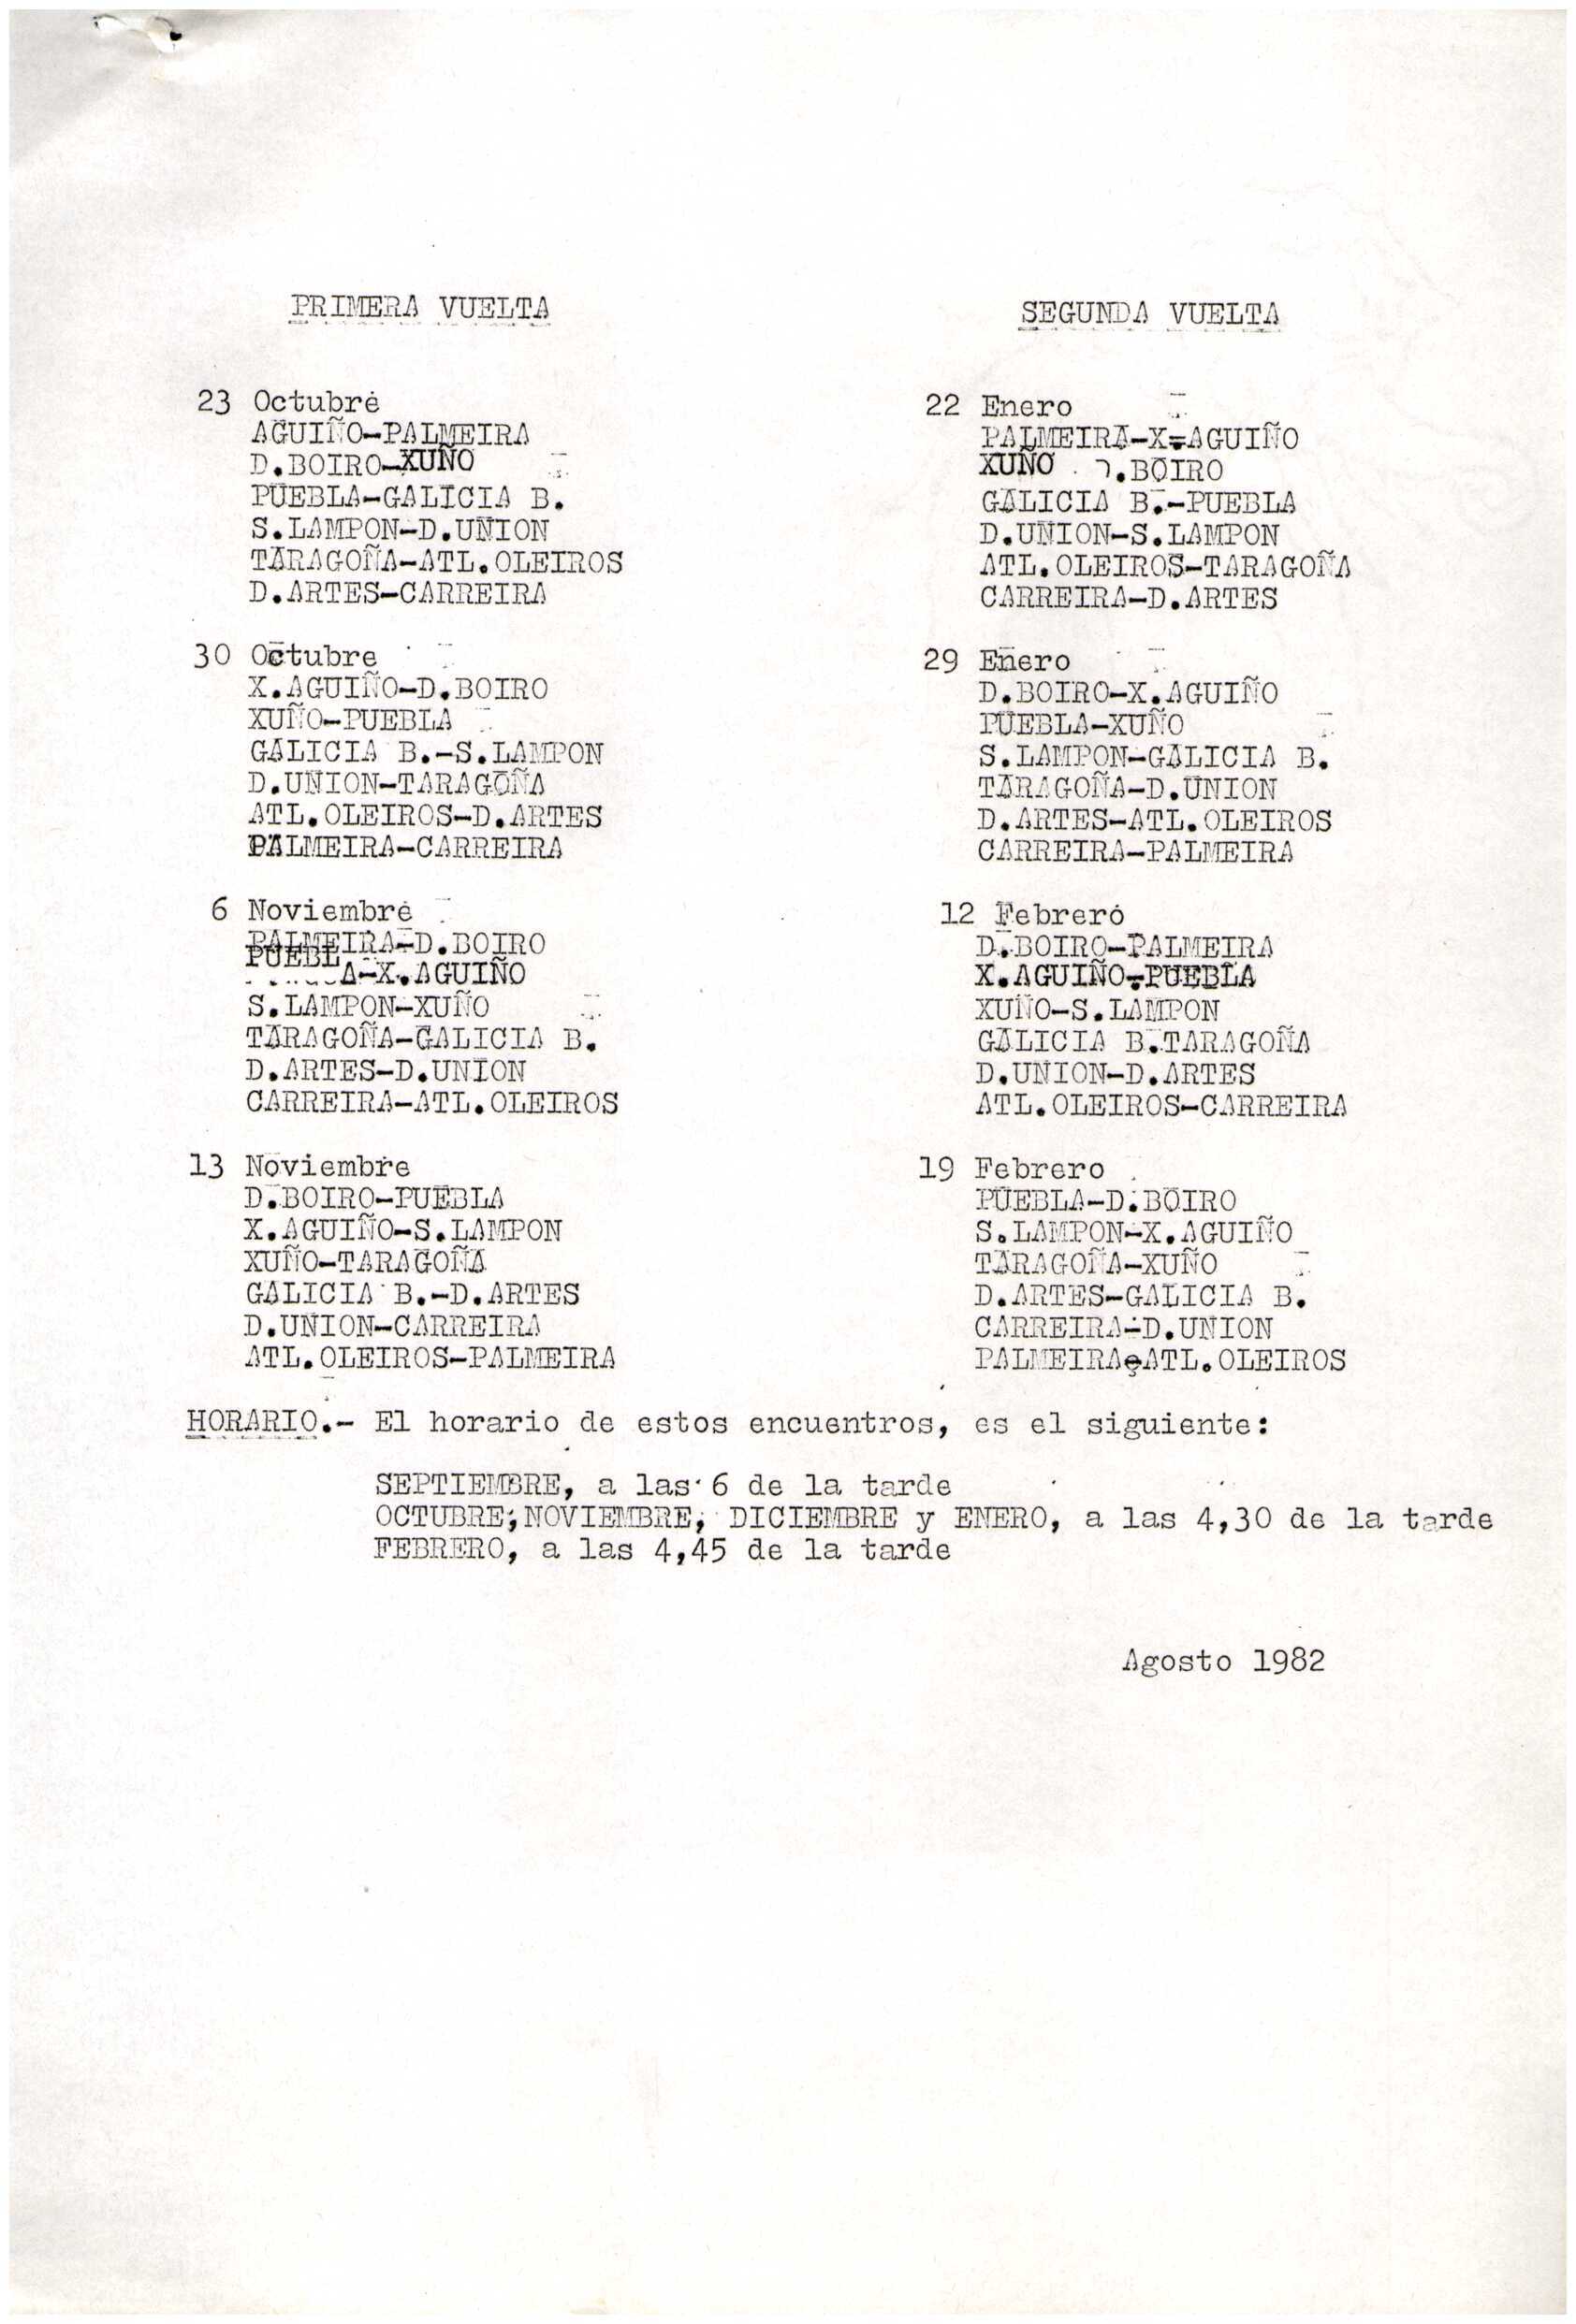 PRIMERA VUELTA
23 Octubre
AGUIÑO-PALMEIRA
D.BOIRO-XUÑO
PUEBLA-GALICIA B.
S.LAMPON-D.UNION
TARAGOÑA-ATL.OLEIROS
D.ARTES-CARREIRA
30 Octubre
X.AGUIÑO-D.BOIRO
XUÑO-PUEBLA
GALICIA B.-S.LAMPON
D.UNION-TARAGOÑA
ATL.OLEIROS-D.ARTES
PALMEIRA-CARREIRA
6 Noviembre
PALMEIRA-D.BOIRO
PUEBLA-X.AGUIÑO
S.LAMPON-XUÑO
TARAGOÑA-GALICIA B.
D.ARTES-D.UNION
CARREIRA-ATL.OLEIROS
13 Noviembre
D.BOIRO-PUEBLA
X.AGUIÑO-S.LAMPON
XUÑO-TARAGOÑA
GALICIA B.-D.ARTES
D.UNION-CARREIRA
ATL.OLEIROS-PALMEIRA
SEGUNDA VUELTA
22 Enero
PALMEIRA-X.AGUIÑO
XUÑO D.BOIRO
GALICIA B.-PUEBLA
D.UNION-S.LAMPON
ATL.OLEIROS-TARAGOÑA
CARREIRA-D.ARTES
29 Enero
D.BOIRO-X.AGUIÑO
PUEBLA-XUÑO
S.LAMPON-GALICIA B.
TARAGOÑA-D.UNION
D.ARTES-ATL.OLEIROS
CARREIRA-PALMEIRA
12 Febrero
D.BOIRO-PALMEIRA
X.AGUIÑO-PUEBLA
XUÑO-S.LAMPON
GALICIA B.TARAGOÑA
D.UNION-D.ARTES
ATL.OLEIROS-CARREIRA
19 Febrero
PUEBLA-D.BOIRO
S.LAMPON-X.AGUIÑO
TARAGOÑA-XUÑO
D.ARTES-GALICIA B.
CARREIRA-D.UNION
PALMEIRAeATL.OLEIROS
HORARIO.- El horario de estos encuentros, es el siguiente:
SEPTIEMBRE, a las 6 de la tarde
OCTUBRE,NOVIEMBRE, DICIEMBRE y ENERO, a las 4,30 de la tarde
FEBRERO, a las 4,45 de la tarde
Agosto 1982